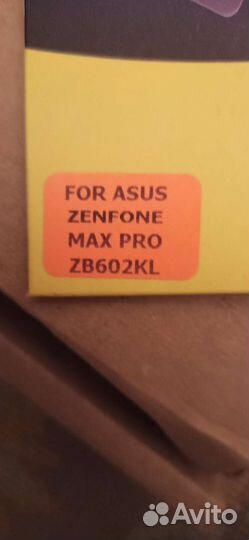 FOR ASUS
ZENFONE
MAX PRO
ZB602KL
Avito